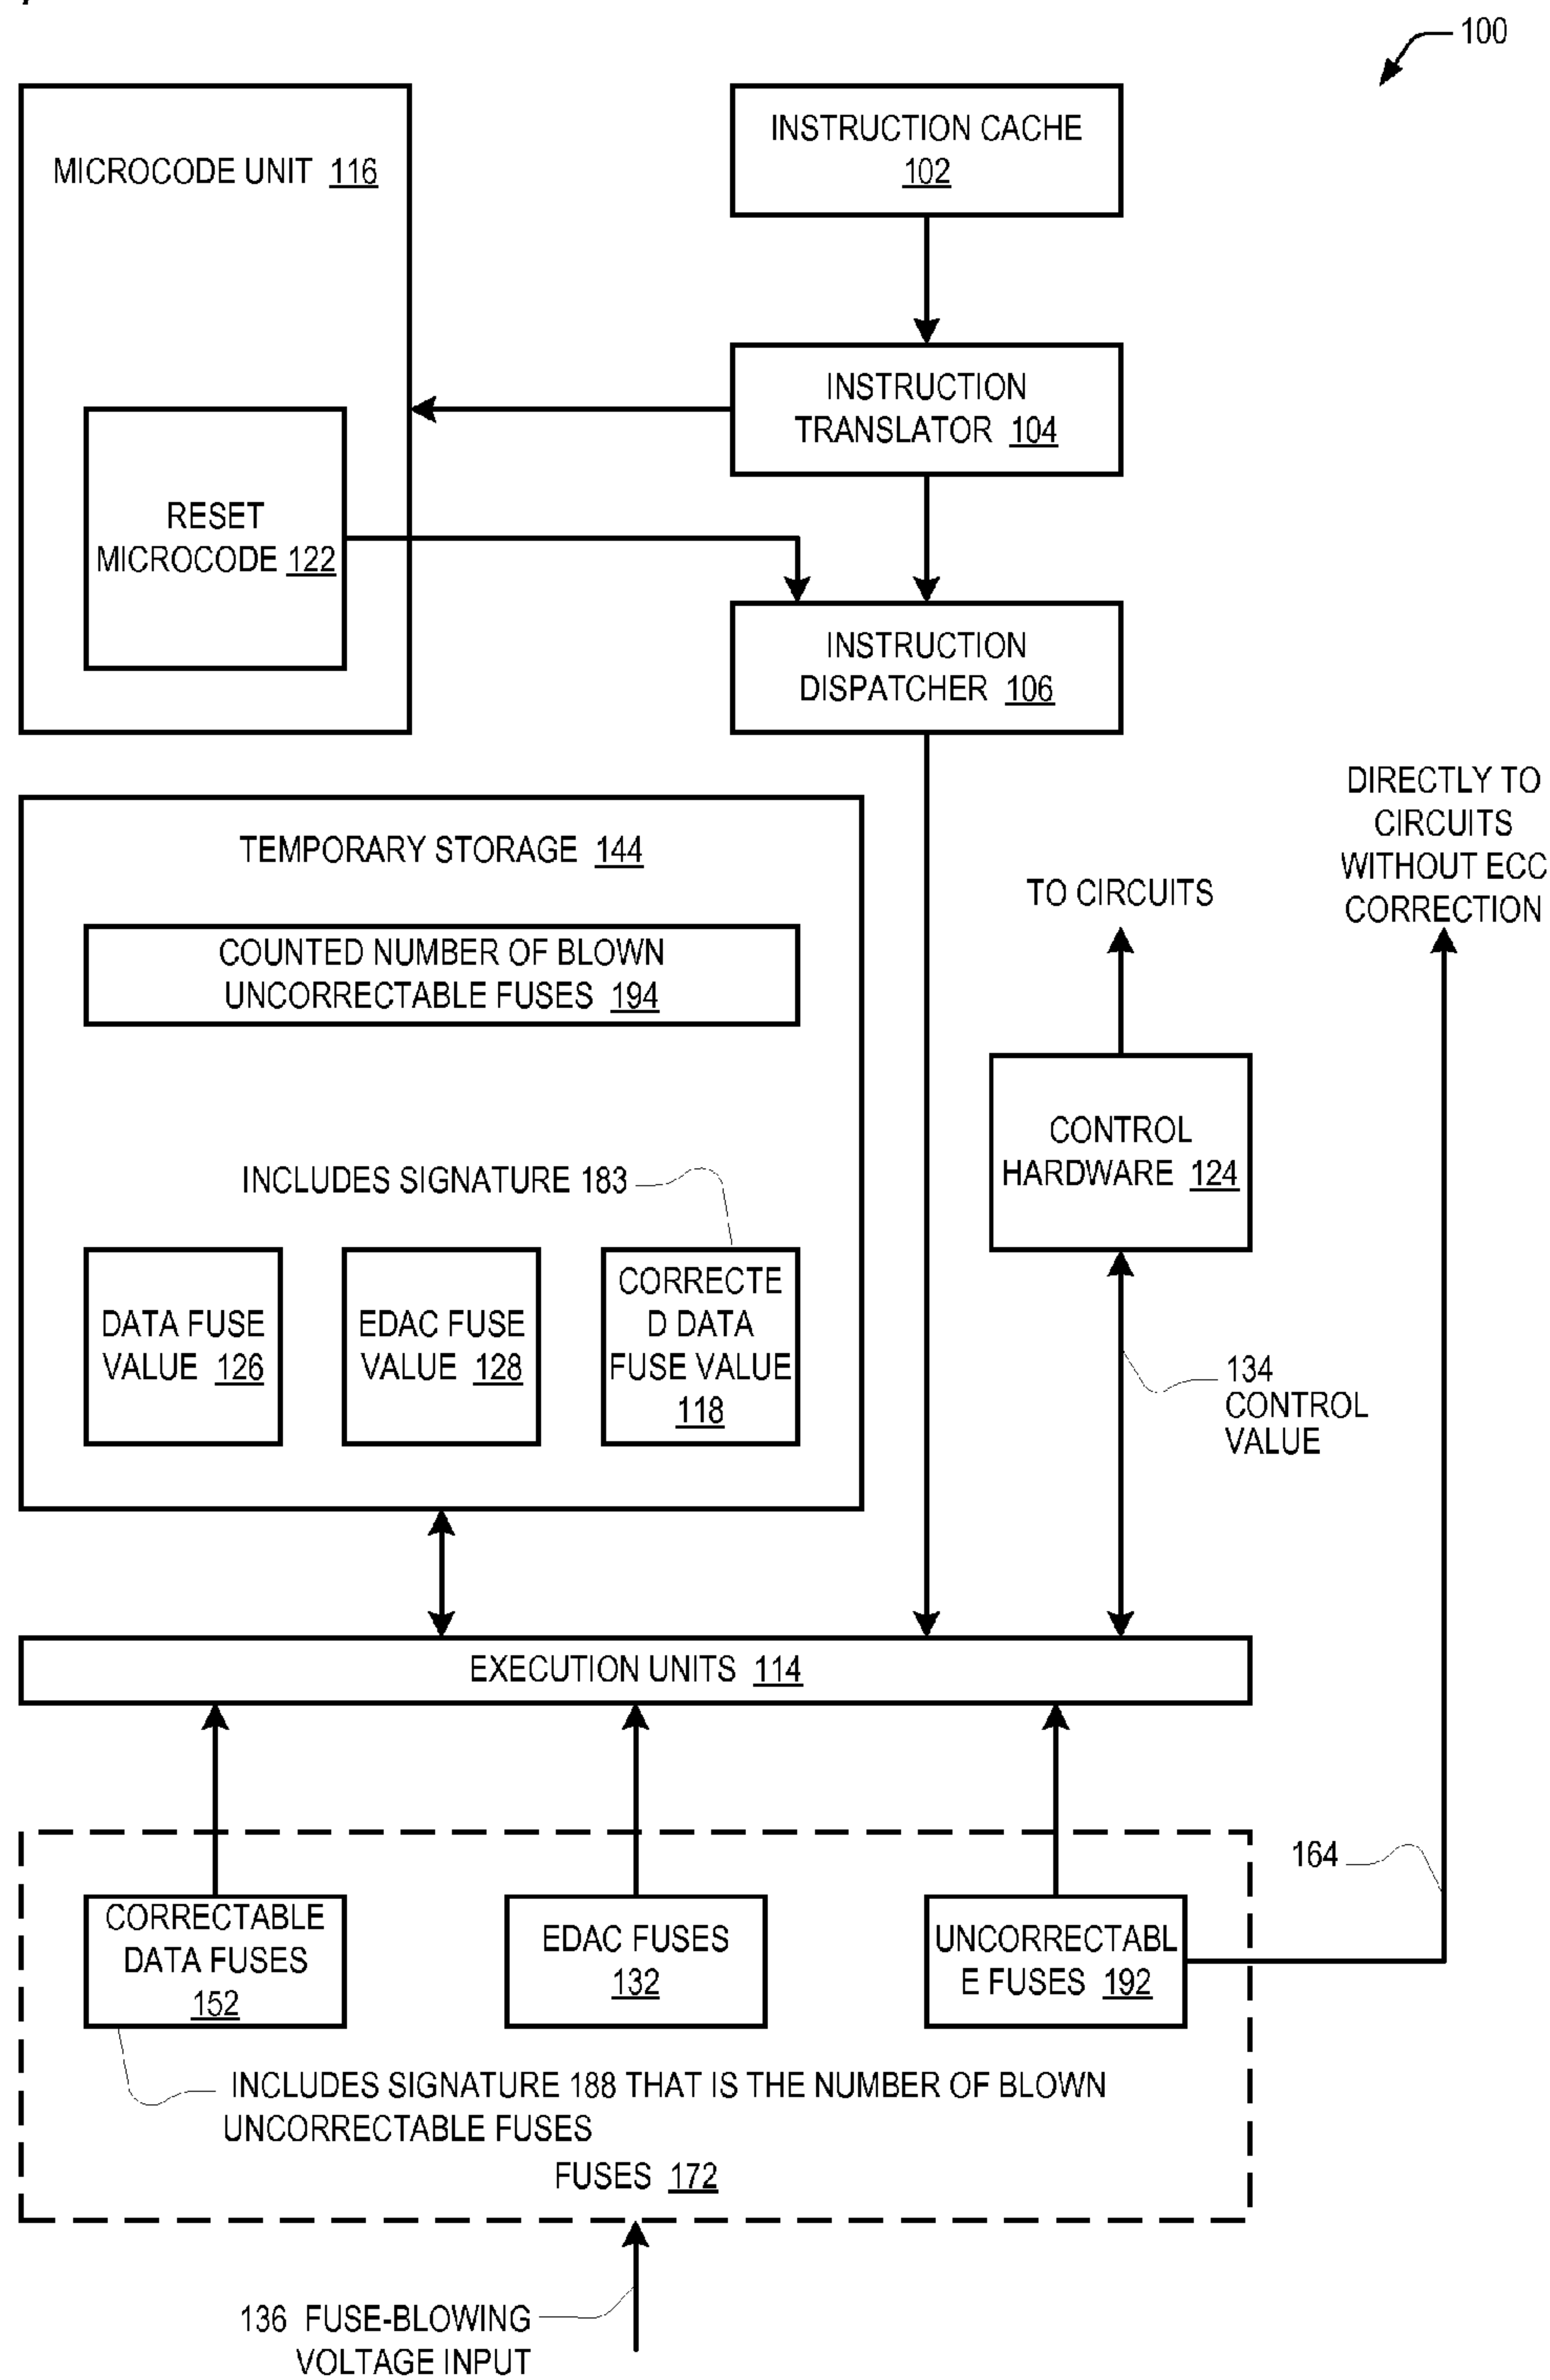 100
MICROCODE UNIT 116
INSTRUCTION CACHE
102
INSTRUCTION
TRANSLATOR 104
RESET
MICROCODE 122
INSTRUCTION
DISPATCHER 106
DIRECTLY TO
CIRCUITS
WITHOUT ECC
CORRECTION
TEMPORARY STORAGE 144
TO CIRCUITS
COUNTED NUMBER OF BLOWN
UNCORRECTABLE FUSES 194
CONTROL
HARDWARE 124
INCLUDES SIGNATURE 183
DATA FUSE
VALUE 126
EDAC FUSE
VALUE 128
CORRECTE
D DATA
FUSE VALUE
118
134
CONTROL
VALUE
EXECUTION UNITS 114
164
CORRECTABLE
DATA FUSES
152
EDAC FUSES
132
UNCORRECTABL
E FUSES 192
INCLUDES SIGNATURE 188 THAT IS THE NUMBER OF BLOWN
UNCORRECTABLE FUSES
FUSES 172
136 FUSE-BLOWING
VOLTAGE INPUT